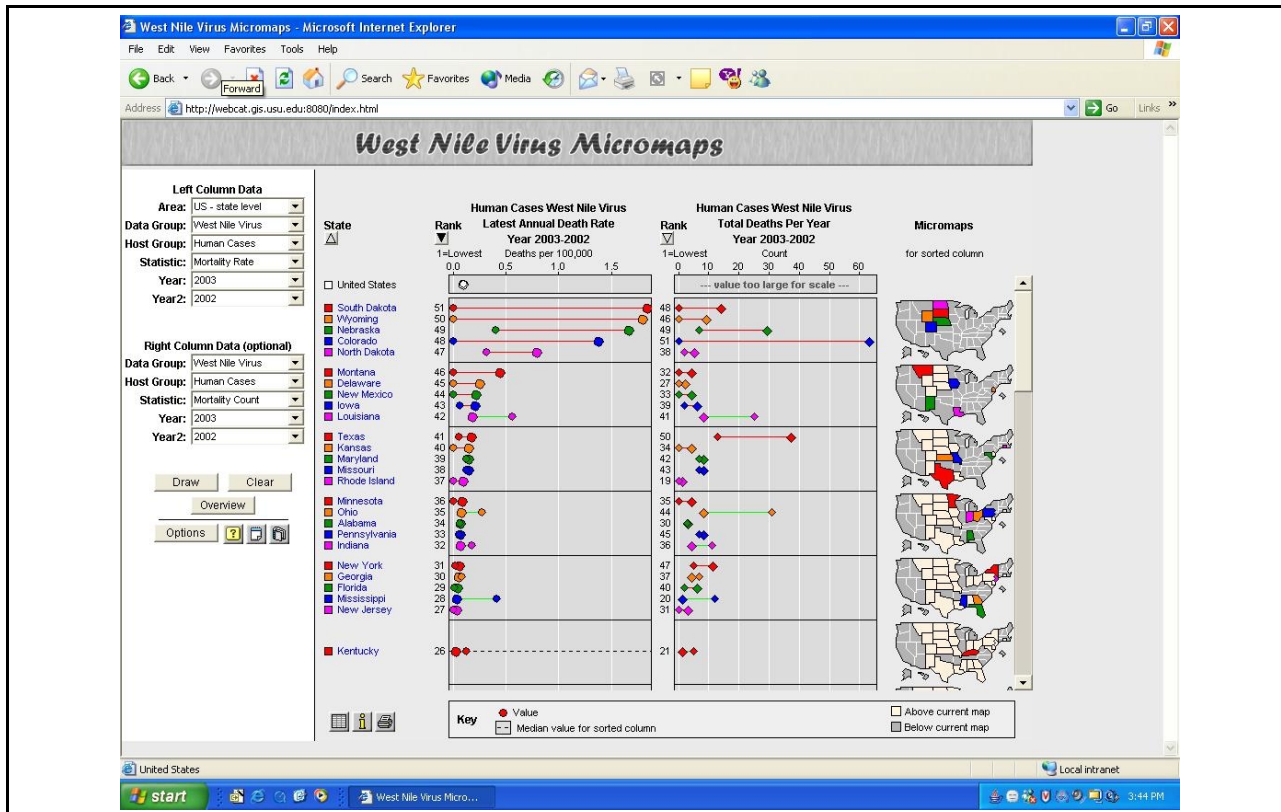 West Nile Virus Micromaps - Microsoft Internet Explorer
File Edit View Favorites Tools Help
Back Search Favorites Media
Forward
Address http://webcat.gis.usu.edu:8080/index.html Go Links »
West Nile Virus Micromaps
Left Column Data
Area: US - state level
Data Group: West Nile Virus
Host Group: Human Cases
Statistic: Mortality Rate
Year: 2003
Year2: 2002
Right Column Data (optional)
Data Group: West Nile Virus
Host Group: Human Cases
Statistic: Mortality Count
Year: 2003
Year2: 2002
Draw Clear
Overview
Options ?
State
Human Cases West Nile Virus
Rank Latest Annual Death Rate
Year 2003-2002
1=Lowest Deaths per 100,000
0.0 0.5 1.0 1.5
Human Cases West Nile Virus
Rank Total Deaths Per Year
Year 2003-2002
1=Lowest Count
0 10 20 30 40 50 60
Micromaps
for sorted column
United States --- value too large for scale ---
South Dakota 51 48
Wyoming 50 46
Nebraska 49 49
Colorado 48 51
North Dakota 47 38
Montana 46 32
Delaware 45 27
New Mexico 44 33
Iowa 43 39
Louisiana 42 41
Texas 41 50
Kansas 40 34
Maryland 39 42
Missouri 38 43
Rhode Island 37 19
Minnesota 36 35
Ohio 35 44
Alabama 34 30
Pennsylvania 33 45
Indiana 32 36
New York 31 47
Georgia 30 37
Florida 29 40
Mississippi 28 20
New Jersey 27 31
Kentucky 26 21
Key Value
Median value for sorted column
Above current map
Below current map
United States Local intranet
start West Nile Virus Micro... 3:44 PM